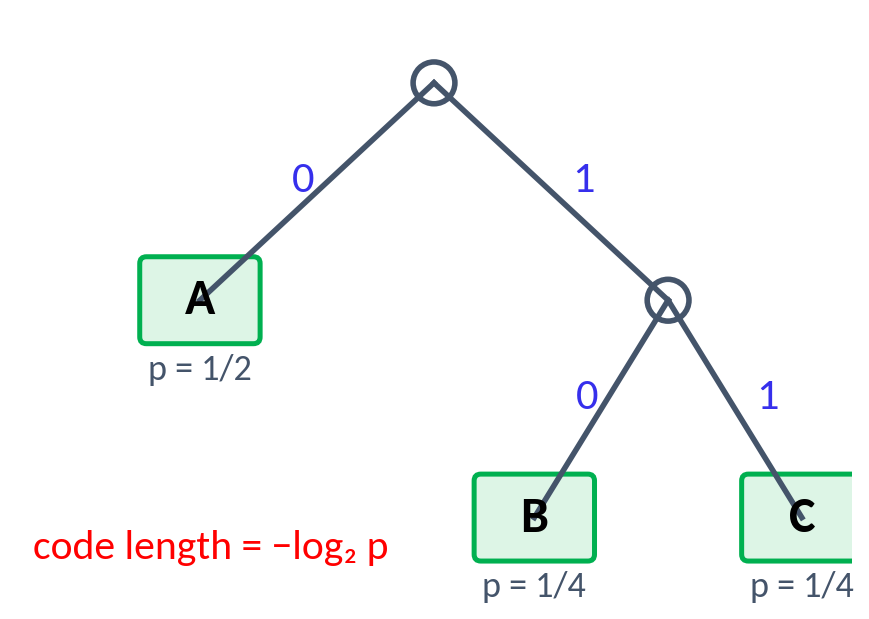 0
1
A
p = 1/2
0
1
B
C
code length = −log₂ p
p = 1/4
p = 1/4